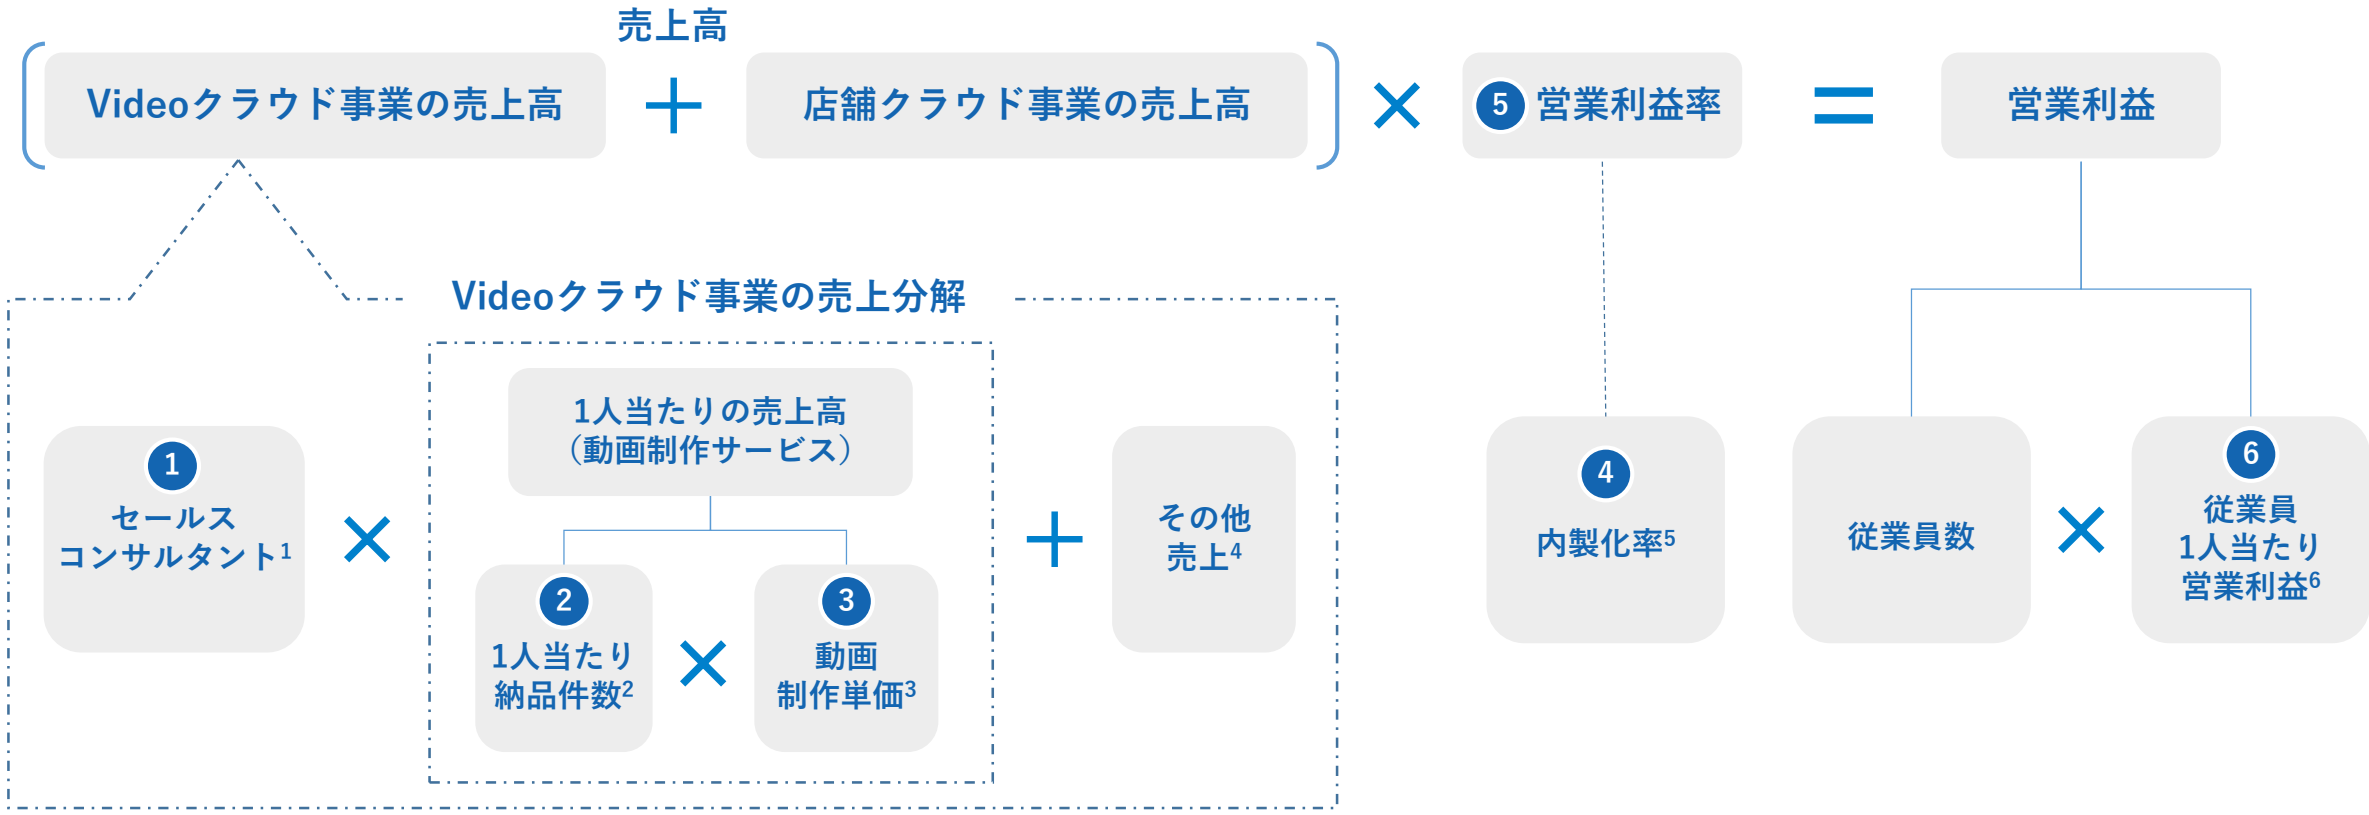 売上高
Videoクラウド事業の売上高
＋
店舗クラウド事業の売上高
×
5 営業利益率
＝
営業利益
Videoクラウド事業の売上分解
1
セールス
コンサルタント1
×
1人当たりの売上高
（動画制作サービス）
2
1人当たり
納品件数2
×
3
動画
制作単価3
＋
その他
売上4
4
内製化率5
従業員数
×
6
従業員
1人当たり
営業利益6